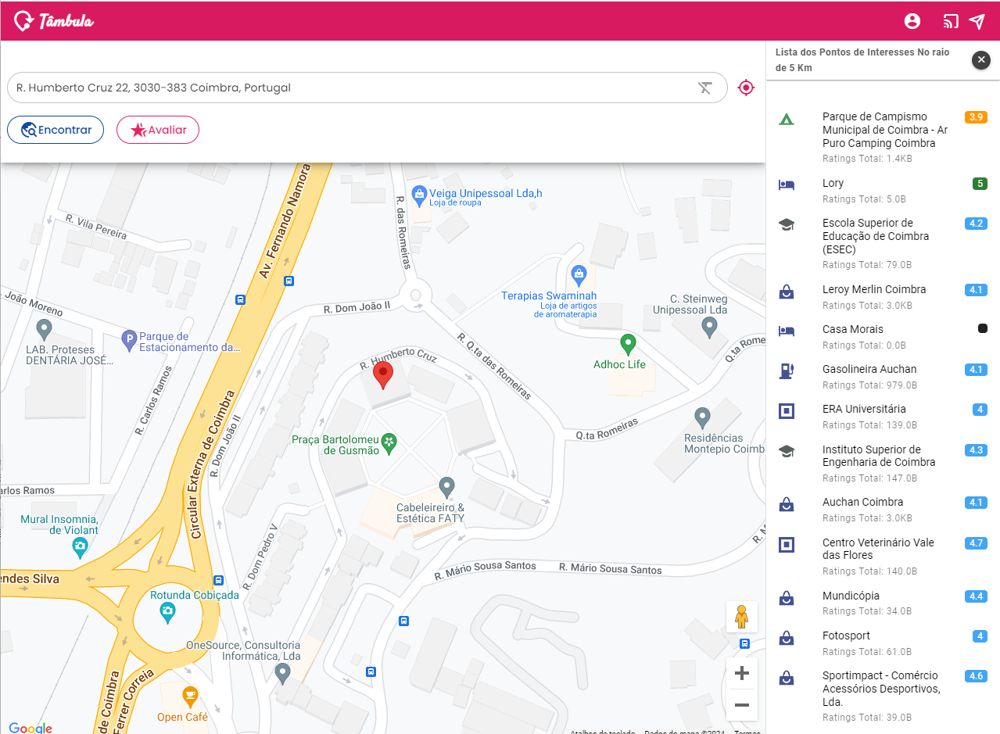 Tâmbula
R. Humberto Cruz 22, 3030-383 Coimbra, Portugal
Encontrar
Avaliar
Lista dos Pontos de Interesses No raio
de 5 Km
Parque de Campismo
Municipal de Coimbra - Ar
Puro Camping Coimbra
3.9
Ratings Total: 1.4KB
Lory
5
Ratings Total: 5.0B
Escola Superior de
Educação de Coimbra
(ESEC)
4.2
Ratings Total: 79.0B
Leroy Merlin Coimbra
4.1
Ratings Total: 3.0KB
Casa Morais
Ratings Total: 0.0B
Gasolineira Auchan
4.1
Ratings Total: 979.0B
ERA Universitária
4
Ratings Total: 139.0B
Instituto Superior de
Engenharia de Coimbra
4.3
Ratings Total: 147.0B
Auchan Coimbra
4.1
Ratings Total: 3.0KB
Centro Veterinário Vale
das Flores
4.7
Ratings Total: 140.0B
Mundicópia
4.4
Ratings Total: 34.0B
Fotosport
4
Ratings Total: 61.0B
Sportimpact - Comércio
Acessórios Desportivos,
Lda.
4.6
Ratings Total: 39.0B
Av. Fernando Namora
R. das Romeiras
Veiga Unipessoal Lda,h
Loja de roupa
R. Vila Pereira
Terapias Swaminah
Loja de artigos
de aromaterapia
C. Steinweg
Unipessoal Lda
João Moreno
R. Dom João II
LAB. Proteses
DENTÁRIA JOSÉ...
P
Parque de
Estacionamento da...
R. Q.ta das Romeiras
Q.ta Rome
Adhoc Life
R. Humberto Cruz
R. Carlos Ramos
Circular Externa de Coimbra
R. Dom João II
Praça Bartolomeu
de Gusmão
Q.ta Romeiras
Residências
Montepio Coimb
arlos Ramos
Cabeleireiro &
Estética FATY
Mural Insomnia,
de Violant
R. Dom Pedro V
R. M
endes Silva
R. Mário Sousa Santos
R. Mário Sousa Santos
Rotunda Cobiçada
OneSource, Consultoria
Informática, Lda
de Coimbra
Ferrer Correia
Open Café
Google
Atalhos de teclado
Dados do mapa ©2024
Termos